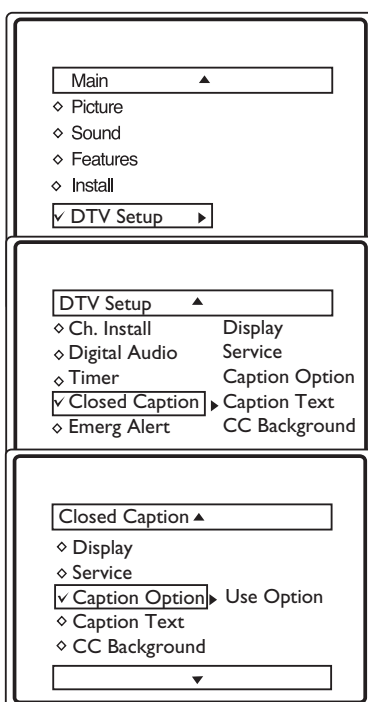 Main
Picture
Sound
Features
Install
DTV Setup
DTV Setup
Ch. Install Display
Digital Audio Service
Timer Caption Option
Closed Caption Caption Text
Emerg Alert CC Background
Closed Caption
Display
Service
Caption Option Use Option
Caption Text
CC Background